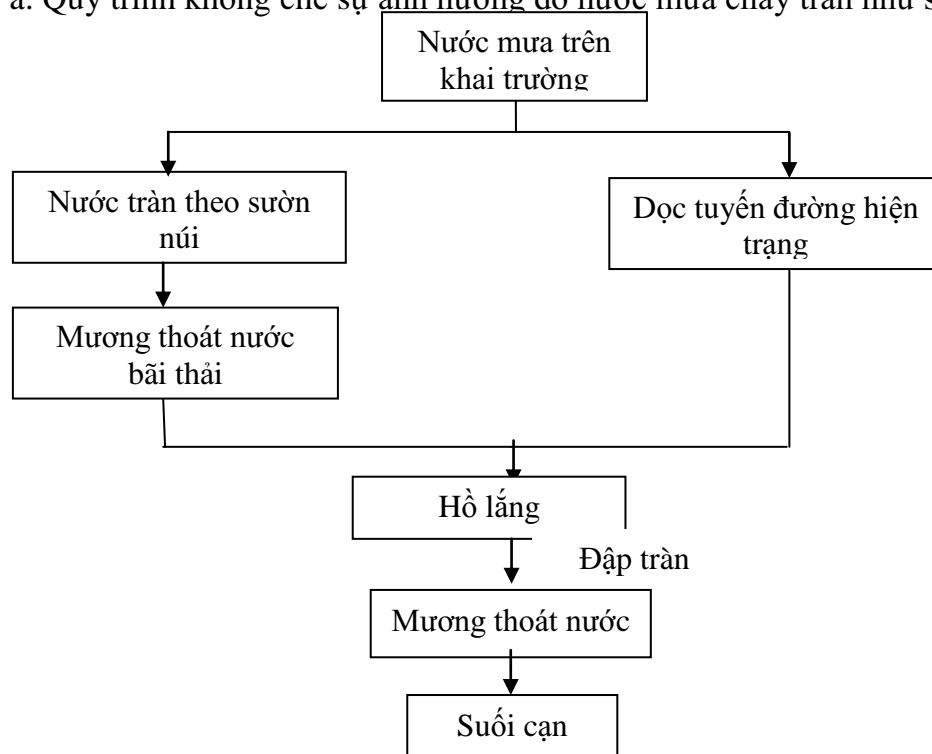 a. Quy trình khống chế sự ảnh hưởng do nước mưa chảy tràn như s
Nước mưa trên
khai trường
Nước tràn theo sườn
núi
Dọc tuyến đường hiện
trạng
Mương thoát nước
bãi thải
Hồ lắng
Đập tràn
Mương thoát nước
Suối cạn